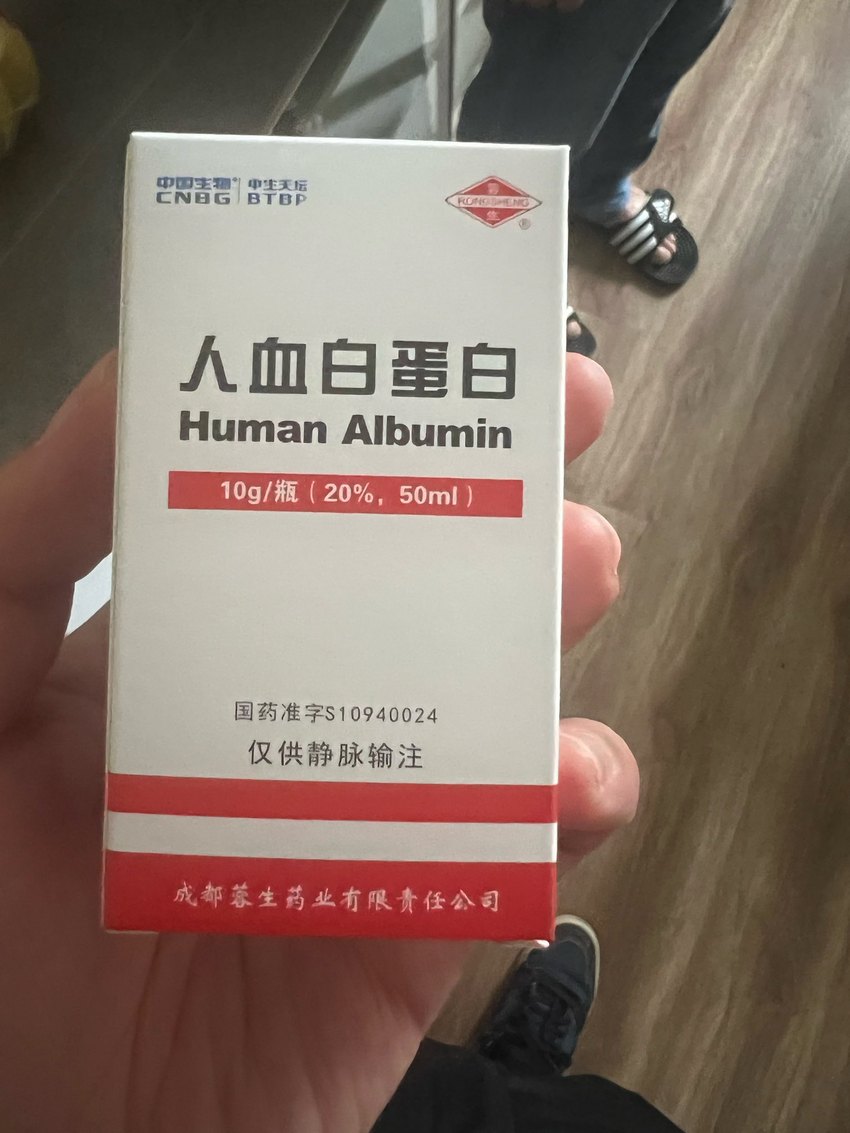 中国生物® 中生天坛
CNBG BTBP
蓉
RONGSHENG
生
®
人血白蛋白
Human Albumin
10g/瓶（20%，50ml）
国药准字S10940024
仅供静脉输注
成都蓉生药业有限责任公司